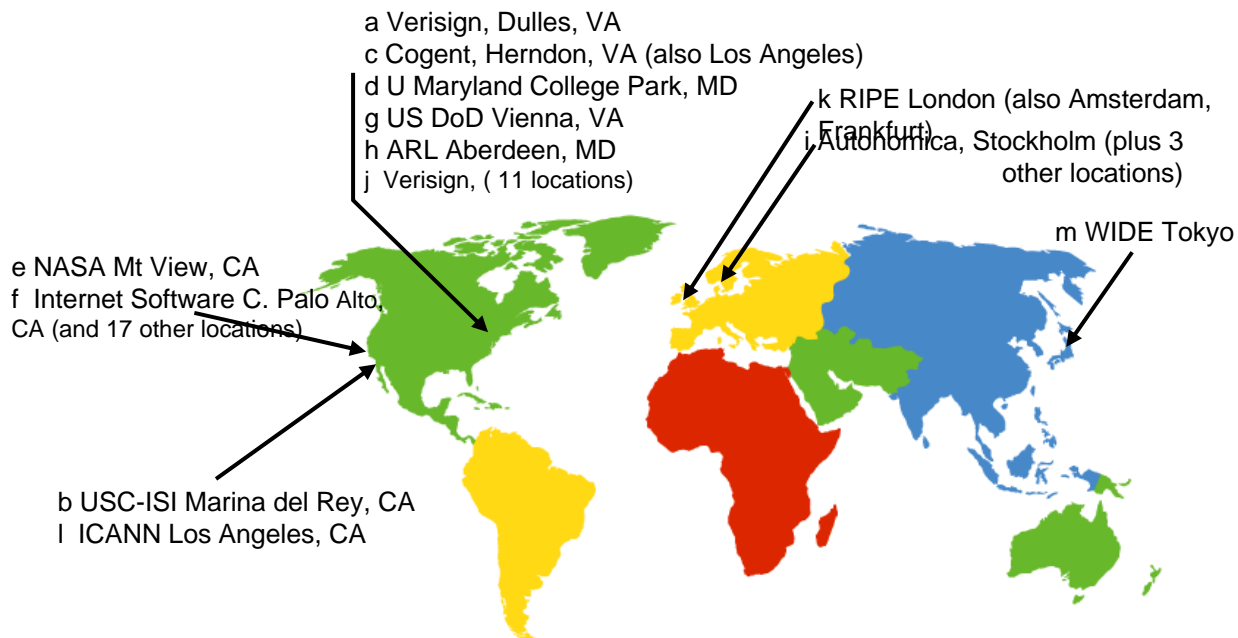 a Verisign, Dulles, VA
c Cogent, Herndon, VA (also Los Angeles)
d U Maryland College Park, MD
g US DoD Vienna, VA
h ARL Aberdeen, MD
j Verisign, ( 11 locations)
k RIPE London (also Amsterdam,
Frankfurt)
i Autonomica, Stockholm (plus 3
other locations)
m WIDE Tokyo
e NASA Mt View, CA
f Internet Software C. Palo Alto,
CA (and 17 other locations)
b USC-ISI Marina del Rey, CA
l ICANN Los Angeles, CA